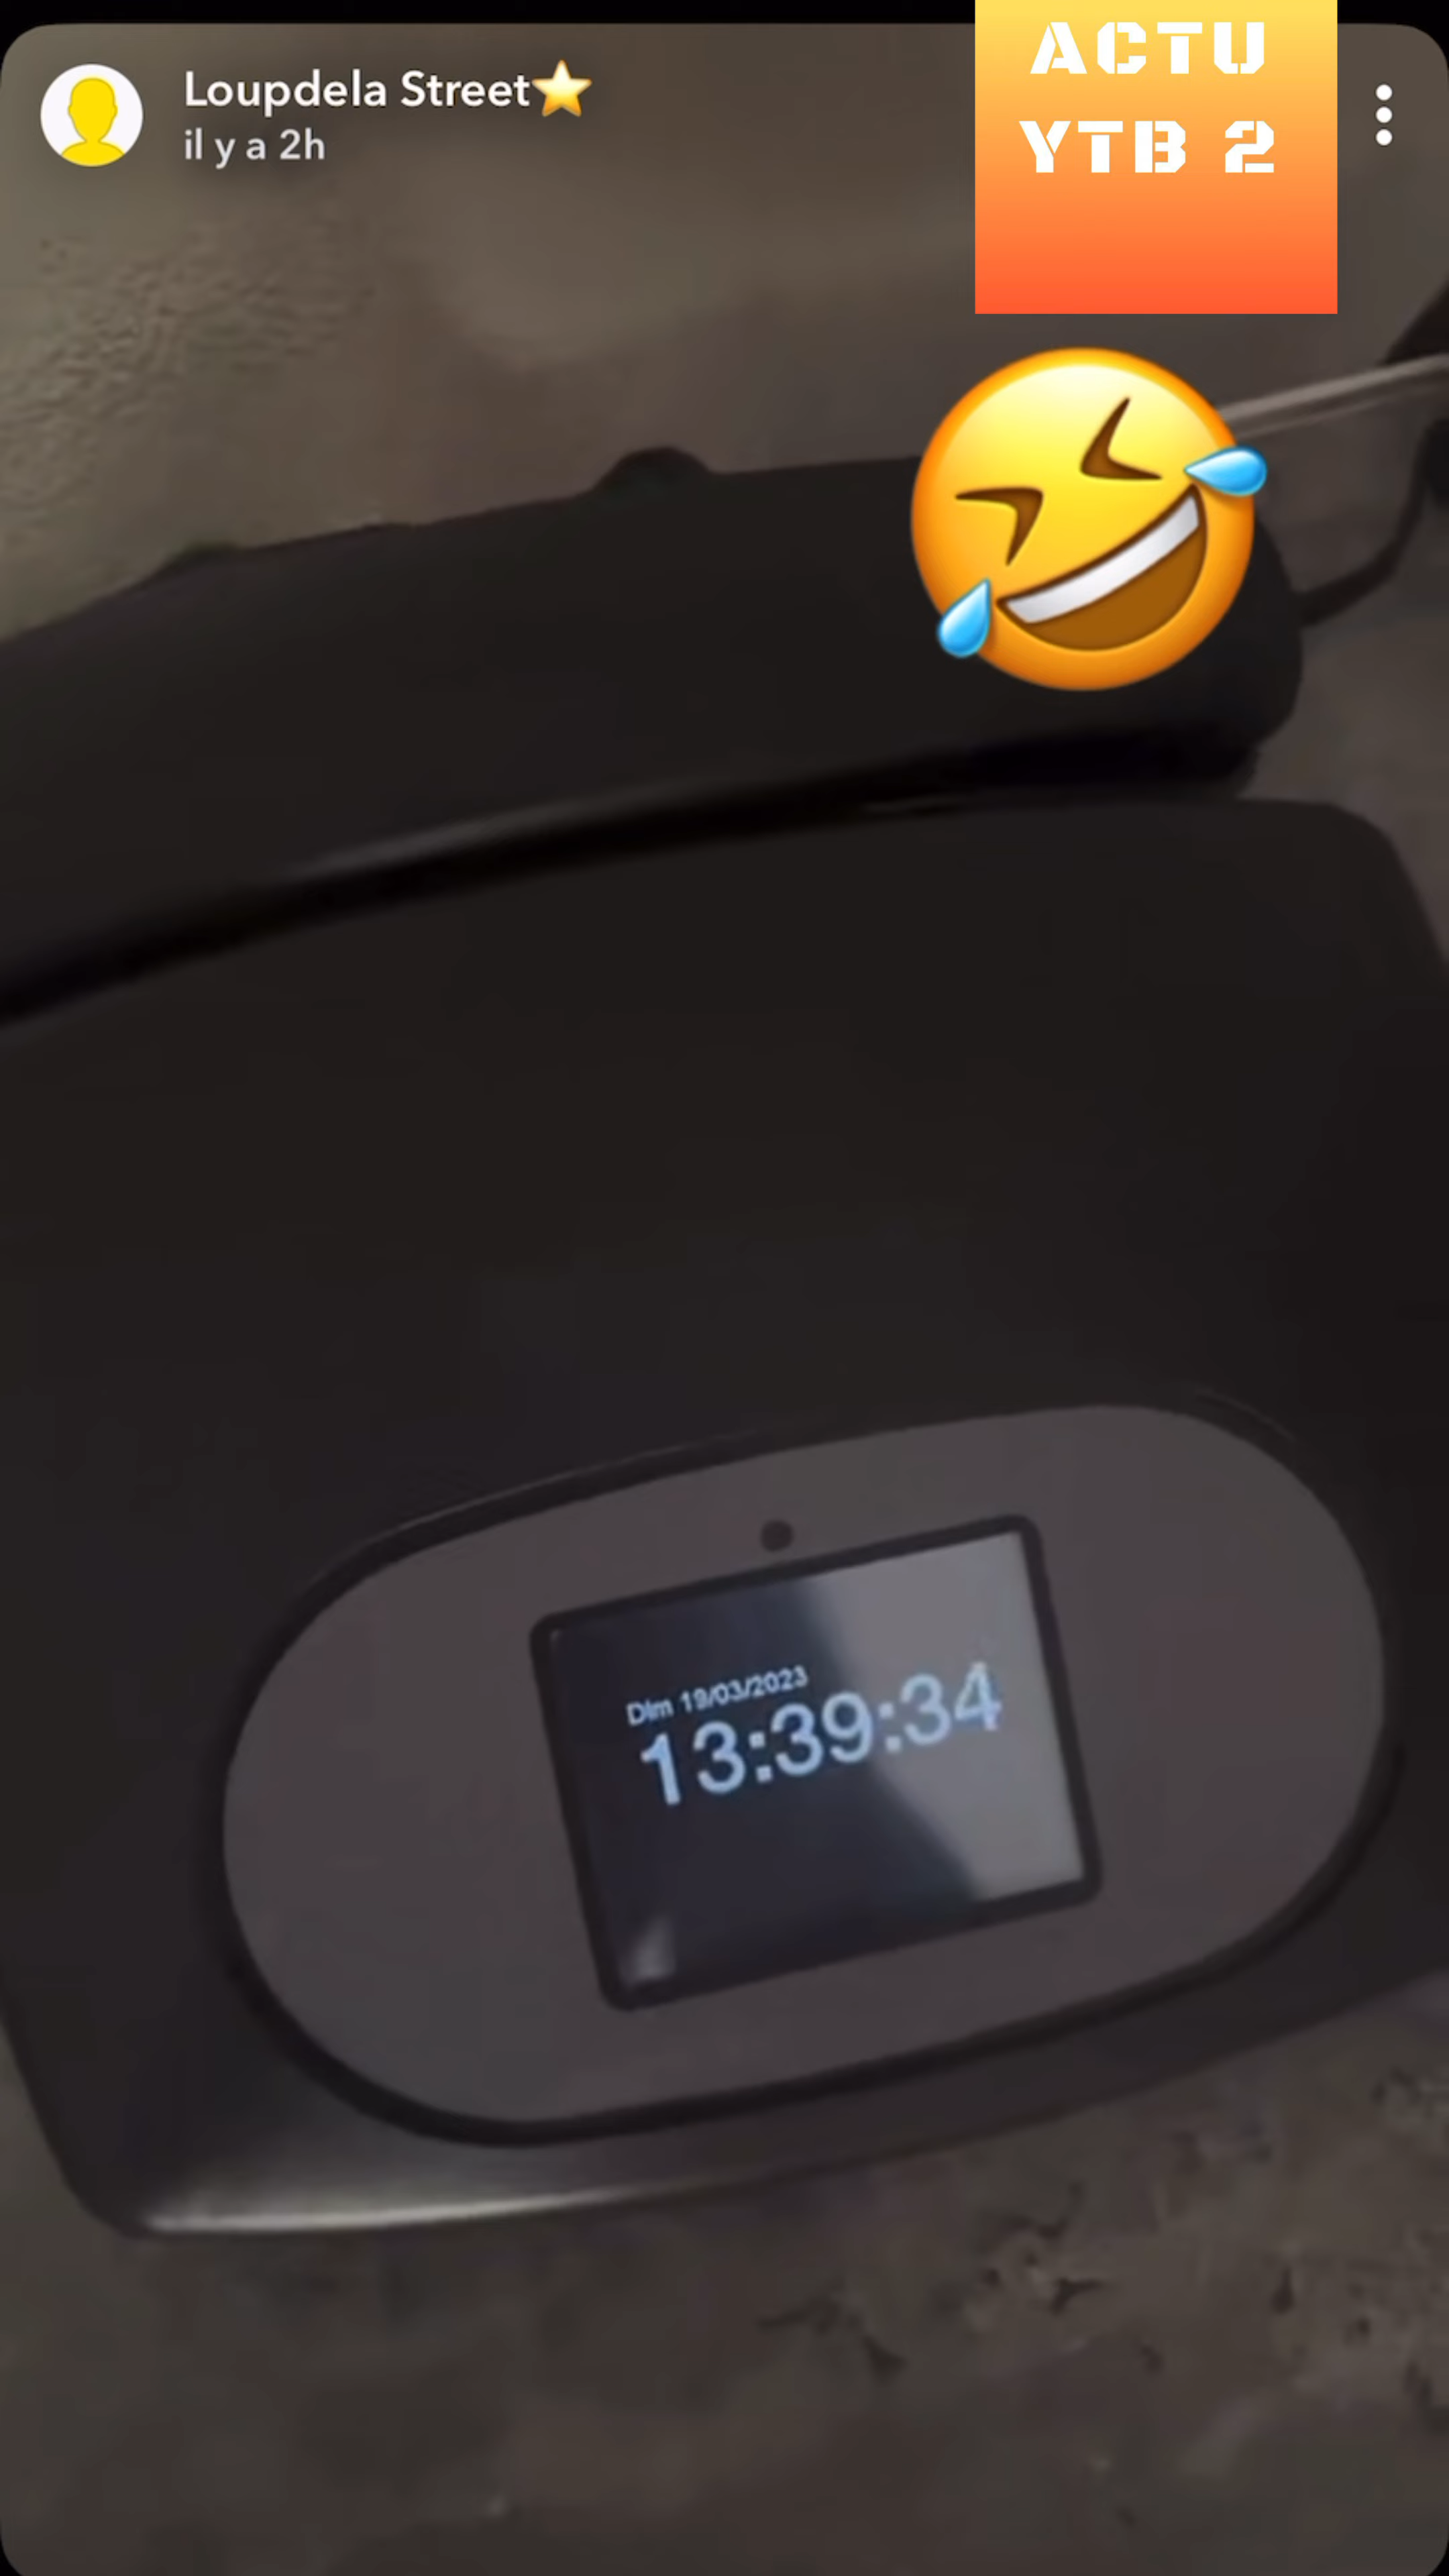 Loupdela Street⭐
il y a 2h
ACTU
YTB 2
Dim 19/03/2023
13:39:34